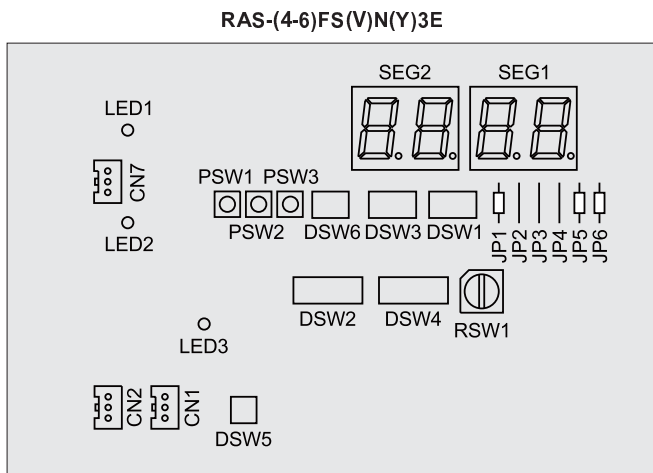 RAS-(4-6)FS(V)N(Y)3E
SEG2 SEG1
LED1
CN7
PSW1 PSW3
LED2
PSW2 DSW6 DSW3 DSW1
JP1
JP2
JP3
JP4
JP5
JP6
DSW2 DSW4 RSW1
LED3
CN2
CN1
DSW5